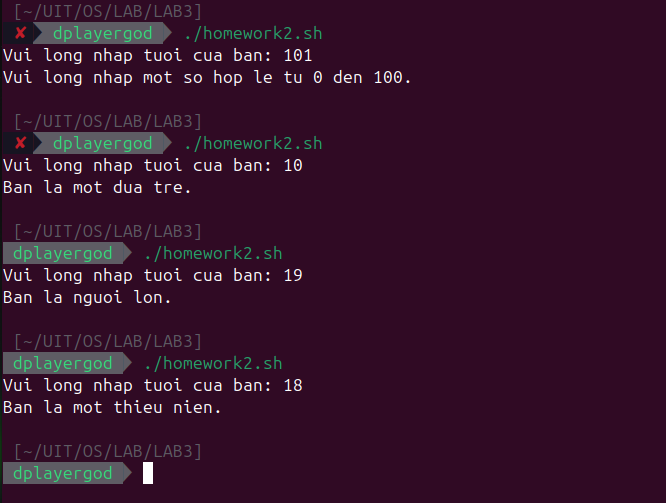 [~/UIT/OS/LAB/LAB3]
✘ dplayergod ./homework2.sh
Vui long nhap tuoi cua ban: 101
Vui long nhap mot so hop le tu 0 den 100.
[~/UIT/OS/LAB/LAB3]
✘ dplayergod ./homework2.sh
Vui long nhap tuoi cua ban: 10
Ban la mot dua tre.
[~/UIT/OS/LAB/LAB3]
dplayergod ./homework2.sh
Vui long nhap tuoi cua ban: 19
Ban la nguoi lon.
[~/UIT/OS/LAB/LAB3]
dplayergod ./homework2.sh
Vui long nhap tuoi cua ban: 18
Ban la mot thieu nien.
[~/UIT/OS/LAB/LAB3]
dplayergod